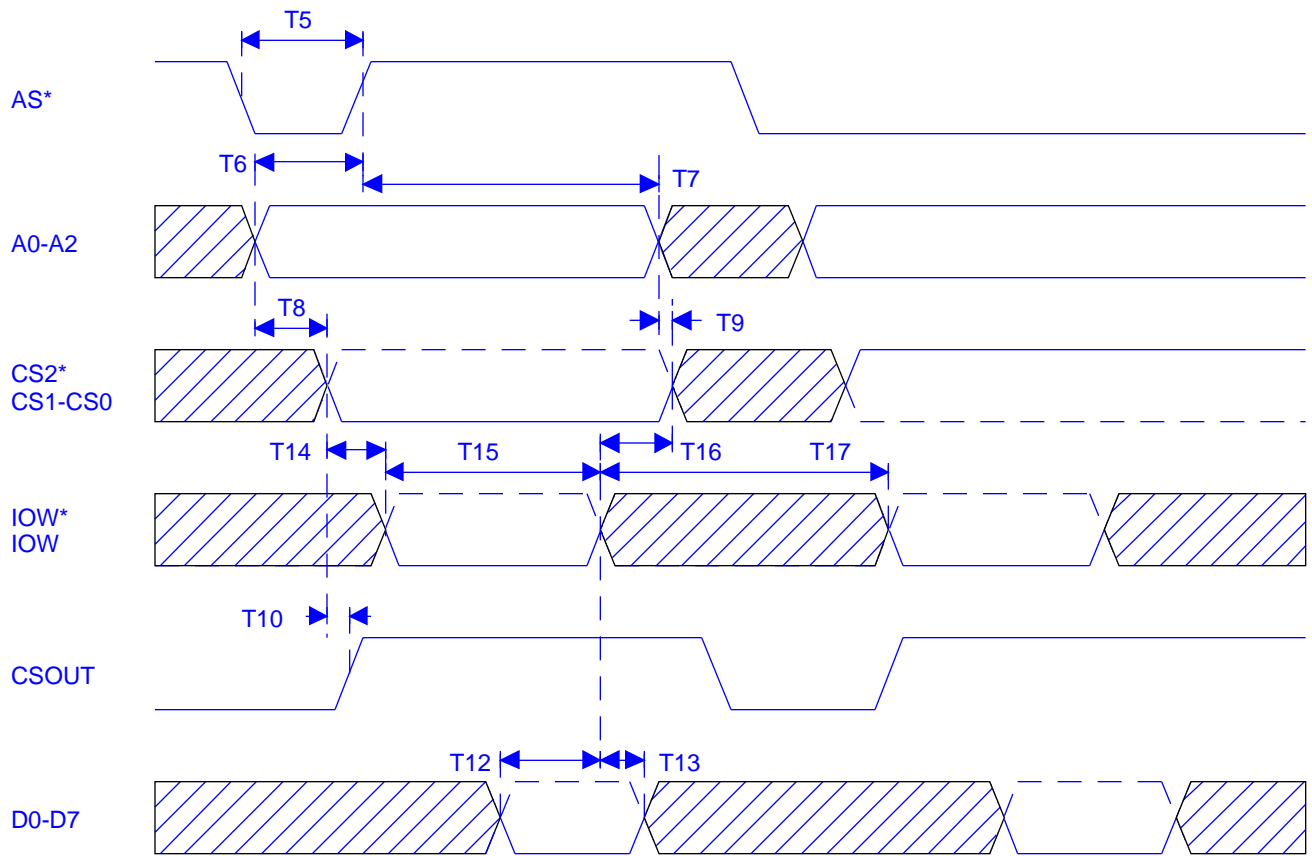 T5
AS*
T6
T7
A0-A2
T8
T9
CS2*
CS1-CS0
T14
T15
T16
T17
IOW*
IOW
T10
CSOUT
T12
T13
D0-D7